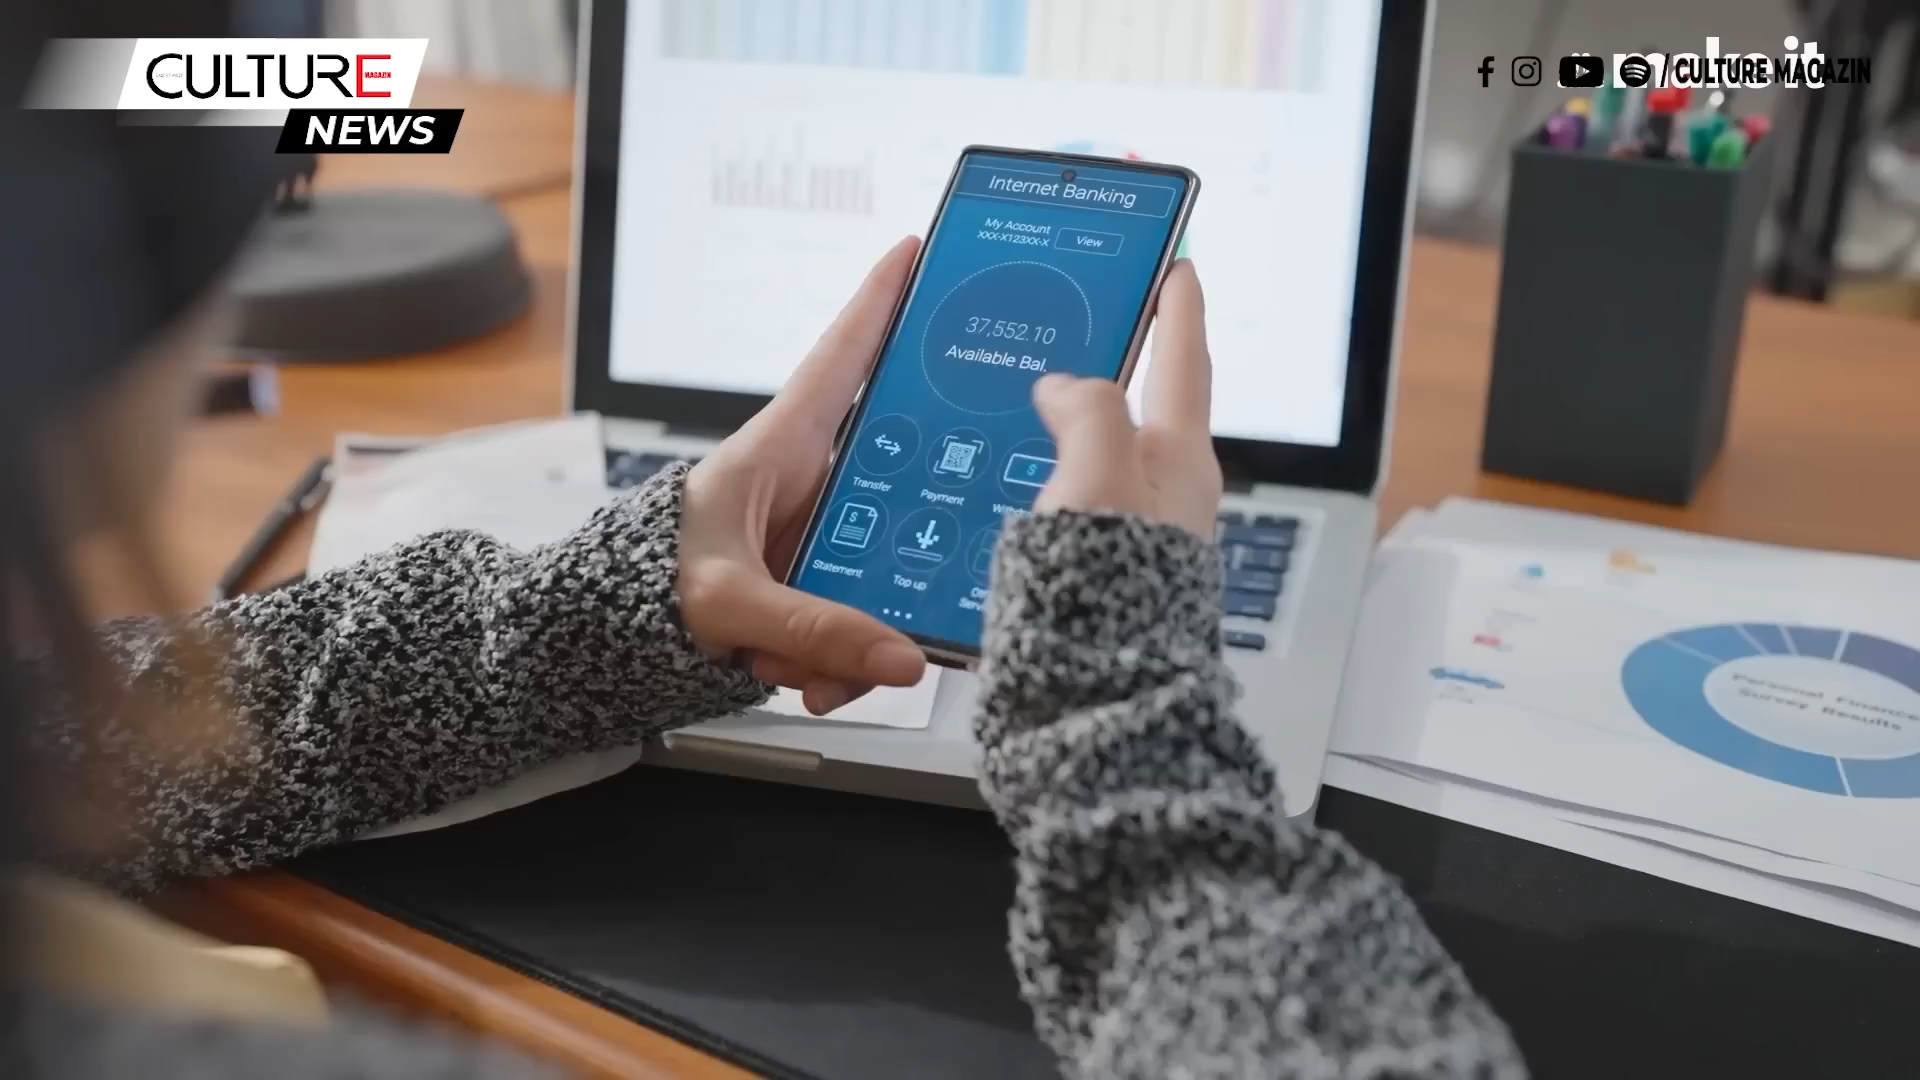 CULTURE
MAGAZIN
NEWS
make it
/ CULTURE MAGAZIN
Internet Banking
My Account
XXX-X123XX-X
View
37,552.10
Available Bal.
Transfer
Payment
Statement
Top up
Personal Finance
Survey Results